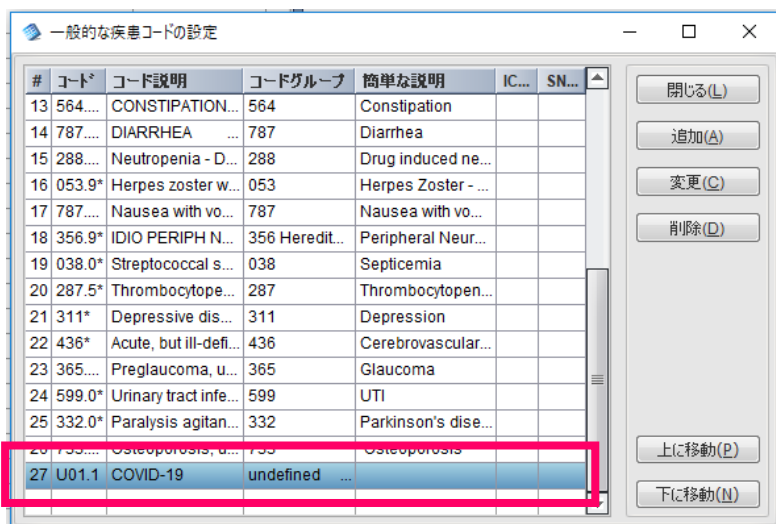 一般的な疾患コードの設定
# コード コード説明 コードグループ 簡単な説明 IC... SN...
13 564.... CONSTIPATION... 564 Constipation
14 787.... DIARRHEA ... 787 Diarrhea
15 288.... Neutropenia - D... 288 Drug induced ne...
16 053.9* Herpes zoster w... 053 Herpes Zoster - ...
17 787.... Nausea with vo... 787 Nausea with vo...
18 356.9* IDIO PERIPH N... 356 Heredit... Peripheral Neur...
19 038.0* Streptococcal s... 038 Septicemia
20 287.5* Thrombocytope... 287 Thrombocytopen...
21 311* Depressive dis... 311 Depression
22 436* Acute, but ill-defi... 436 Cerebrovascular...
23 365.... Preglaucoma, u... 365 Glaucoma
24 599.0* Urinary tract infe... 599 UTI
25 332.0* Paralysis agitan... 332 Parkinson's dise...
26 733.... Osteoporosis, u... 733 Osteoporosis
27 U01.1 COVID-19 undefined ...
閉じる(L)
追加(A)
変更(C)
削除(D)
上に移動(P)
下に移動(N)